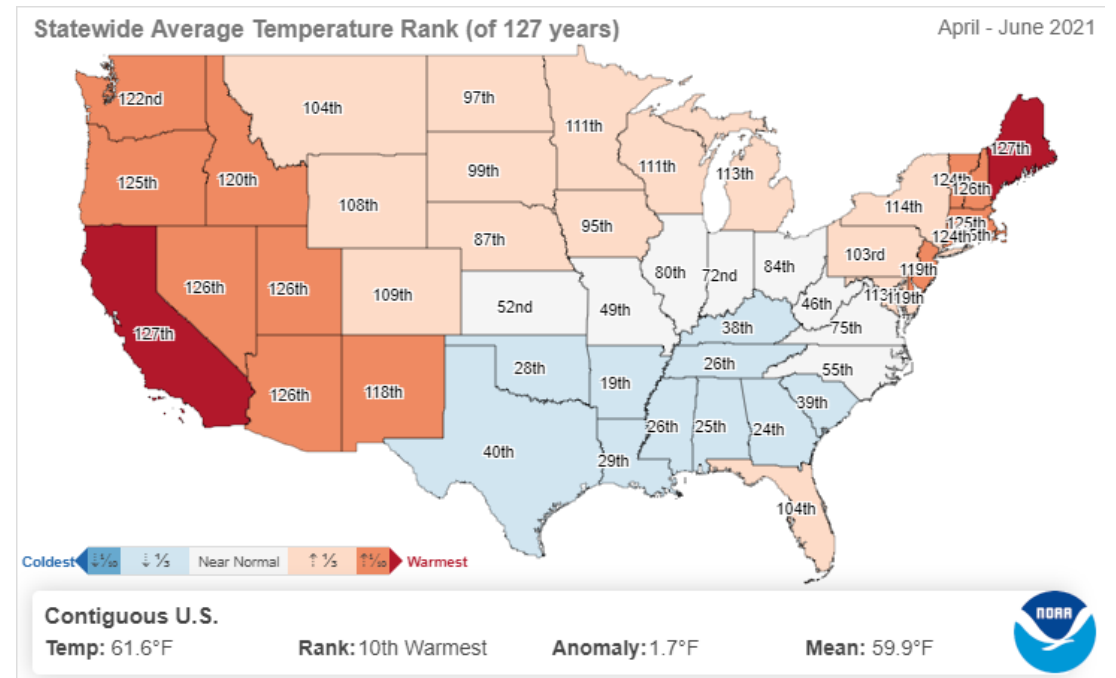 Statewide Average Temperature Rank (of 127 years)
April - June 2021
122nd
104th
97th
111th
127th
125th
120th
99th
111th
113th
124th
126th
108th
114th
125th
87th
95th
124th
103rd
126th
126th
109th
80th
72nd
84th
119th
127th
52nd
49th
46th
119th
75th
38th
126th
118th
28th
19th
26th
55th
39th
40th
29th
26th
25th
24th
104th
Coldest
Near Normal
Warmest
Contiguous U.S.
Temp: 61.6°F Rank: 10th Warmest Anomaly: 1.7°F Mean: 59.9°F
NOAA